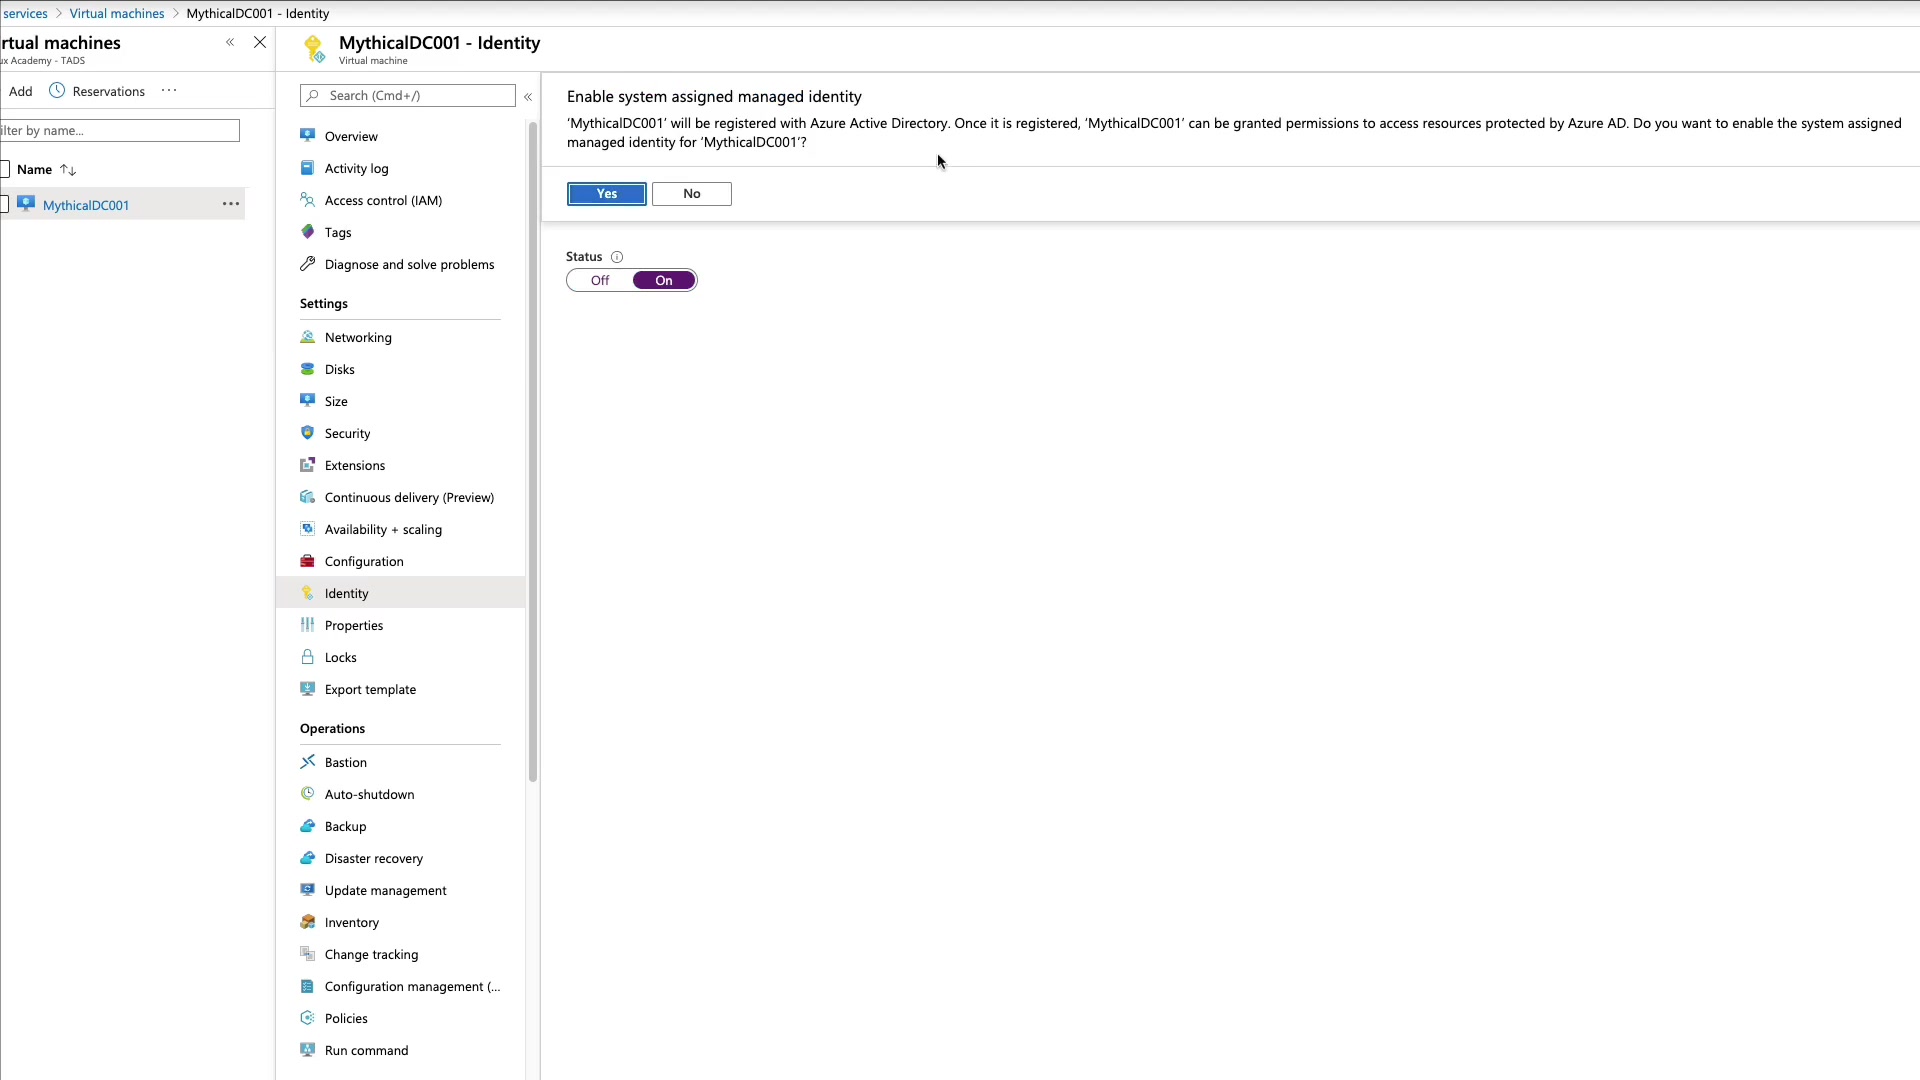 services > Virtual machines > MythicalDC001 - Identity
rtual machines
ux Academy - TADS
Add Reservations ...
ilter by name...
Name
MythicalDC001 ...
MythicalDC001 - Identity
Virtual machine
Search (Cmd+/)
Overview
Activity log
Access control (IAM)
Tags
Diagnose and solve problems
Settings
Networking
Disks
Size
Security
Extensions
Continuous delivery (Preview)
Availability + scaling
Configuration
Identity
Properties
Locks
Export template
Operations
Bastion
Auto-shutdown
Backup
Disaster recovery
Update management
Inventory
Change tracking
Configuration management (...
Policies
Run command
Enable system assigned managed identity
‘MythicalDC001’ will be registered with Azure Active Directory. Once it is registered, ‘MythicalDC001’ can be granted permissions to access resources protected by Azure AD. Do you want to enable the system assigned
managed identity for ‘MythicalDC001’?
Yes No
Status
Off On